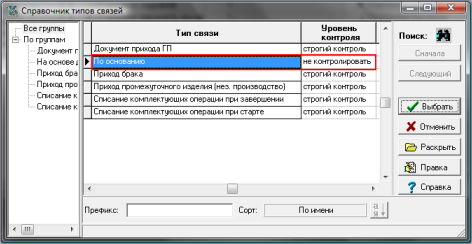 Справочник типов связей
Все группы
По группам
Документ г
На основе д
Приход бра
Приход про
Списание к
Списание к
Тип связи
Уровень контроля
Документ прихода ГП строгий контроль
По основанию не контролировать
Приход брака строгий контроль
Приход промежуточного изделия (нез. производство) строгий контроль
Списание комплектующих операции при завершении строгий контроль
Списание комплектующих операции при старте строгий контроль
Поиск:
Сначала
Следующий
Выбрать
Отменить
Раскрыть
Правка
Справка
Префикс:
Сорт: По имени